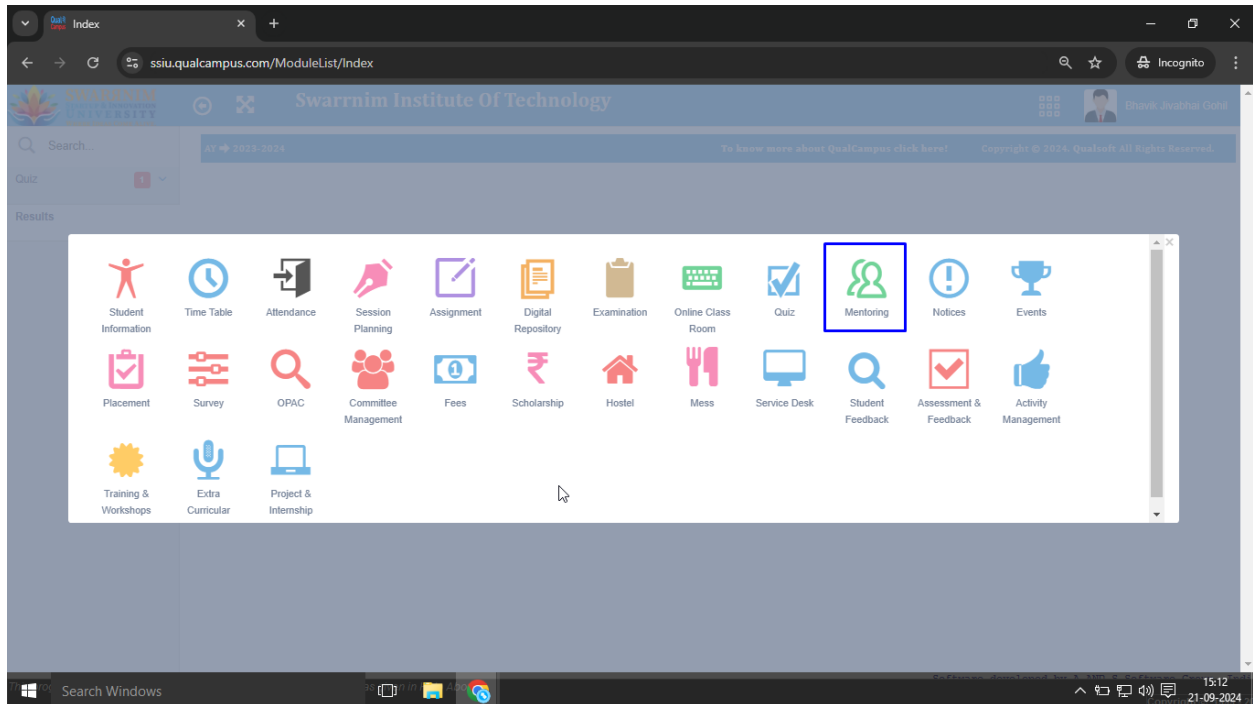 Index
ssiu.qualcampus.com/ModuleList/Index
Incognito
UNIVERSITY
Swarrnim Institute Of Technology
Bhavik Jivabhai Gohil
Search...
AY 2023-2024
To know more about QualCampus click here!
Copyright © 2024. Qualsoft All Rights Reserved.
Quiz
1
Results
Student
Information
Time Table
Attendance
Session
Planning
Assignment
Digital
Repository
Examination
Online Class
Room
Quiz
Mentoring
Notices
Events
Placement
Survey
OPAC
Committee
Management
Fees
Scholarship
Hostel
Mess
Service Desk
Student
Feedback
Assessment &
Feedback
Activity
Management
Training &
Workshops
Extra
Curricular
Project &
Internship
Search Windows
15:12
21-09-2024